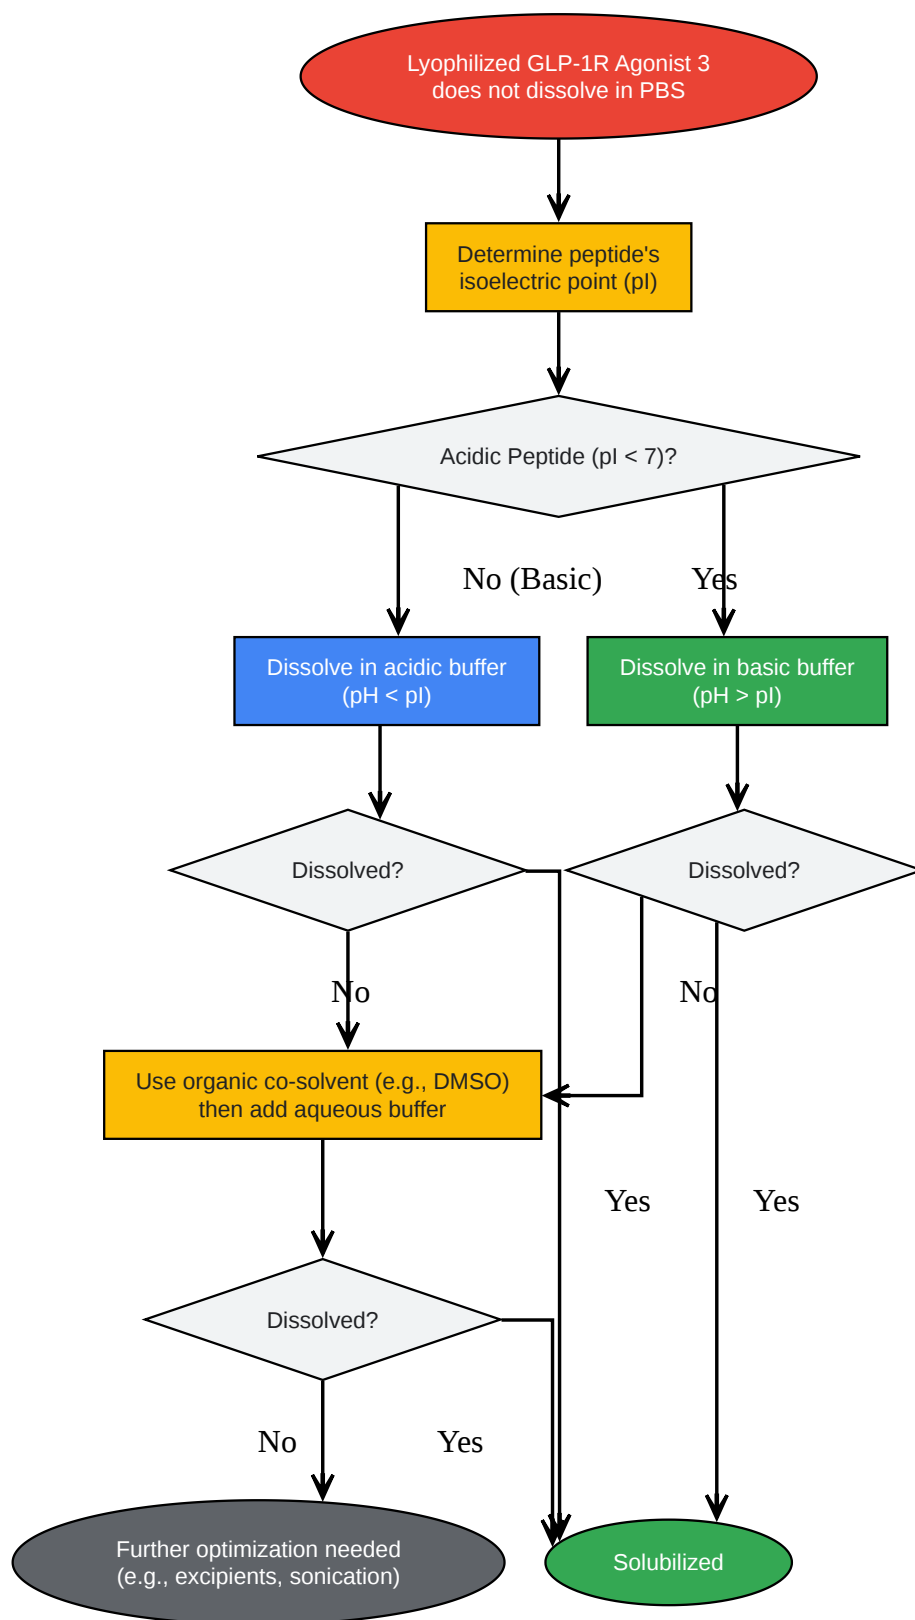 Lyophilized GLP-1R Agonist 3
does not dissolve in PBS
Determine peptide's
isoelectric point (pI)
Acidic Peptide (pI < 7)?
No (Basic)
Yes
Dissolve in acidic buffer
(pH < pI)
Dissolve in basic buffer
(pH > pI)
Dissolved?
Dissolved?
No
No
Use organic co-solvent (e.g., DMSO)
then add aqueous buffer
Yes
Yes
Dissolved?
No
Yes
Further optimization needed
(e.g., excipients, sonication)
Solubilized